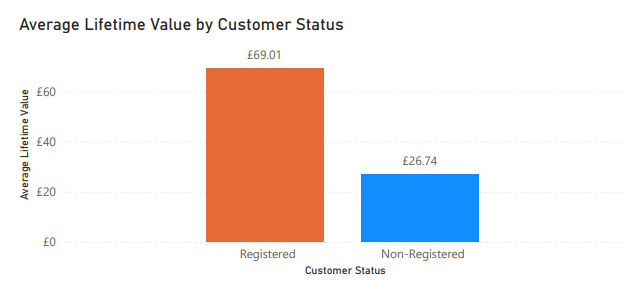 Average Lifetime Value by Customer Status
£69.01
£60
Average Lifetime Value
£40
£26.74
£20
£0
Registered
Non-Registered
Customer Status